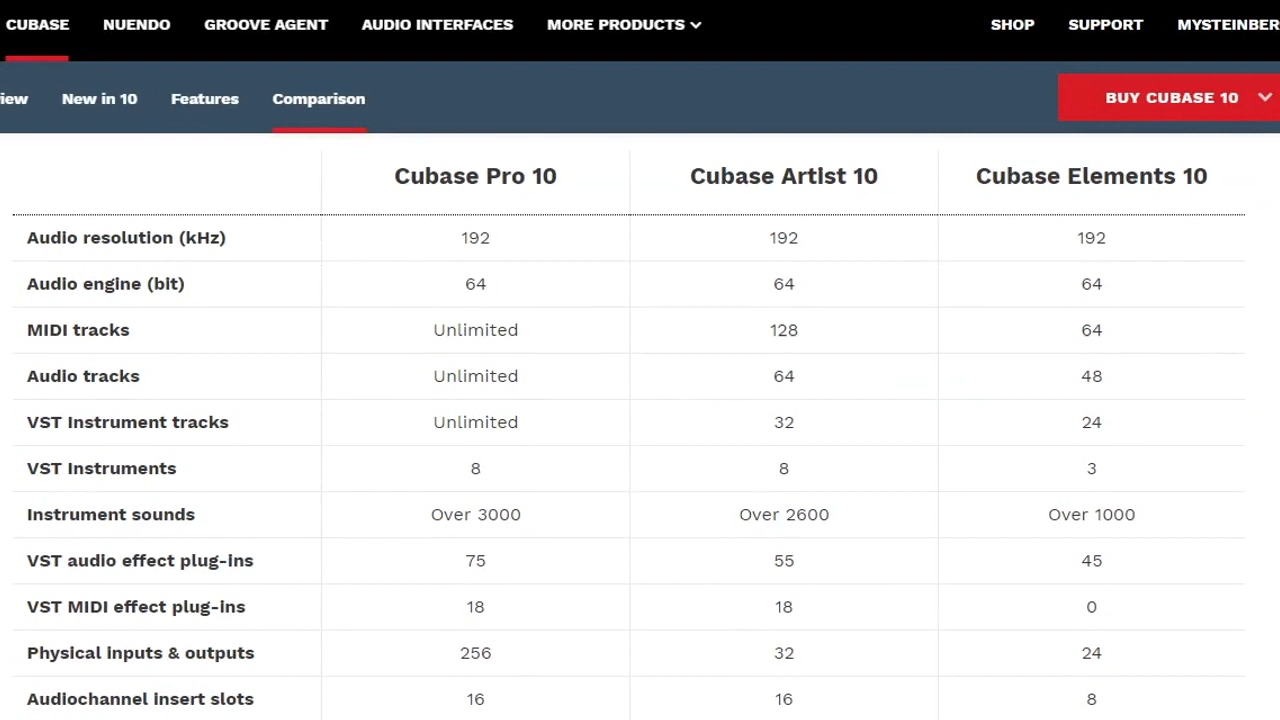 CUBASE NUENDO GROOVE AGENT AUDIO INTERFACES MORE PRODUCTS SHOP SUPPORT MYSTEINBER
iew New in 10 Features Comparison BUY CUBASE 10
Cubase Pro 10 Cubase Artist 10 Cubase Elements 10
Audio resolution (kHz) 192 192 192
Audio engine (bit) 64 64 64
MIDI tracks Unlimited 128 64
Audio tracks Unlimited 64 48
VST Instrument tracks Unlimited 32 24
VST Instruments 8 8 3
Instrument sounds Over 3000 Over 2600 Over 1000
VST audio effect plug-ins 75 55 45
VST MIDI effect plug-ins 18 18 0
Physical inputs & outputs 256 32 24
Audiochannel insert slots 16 16 8